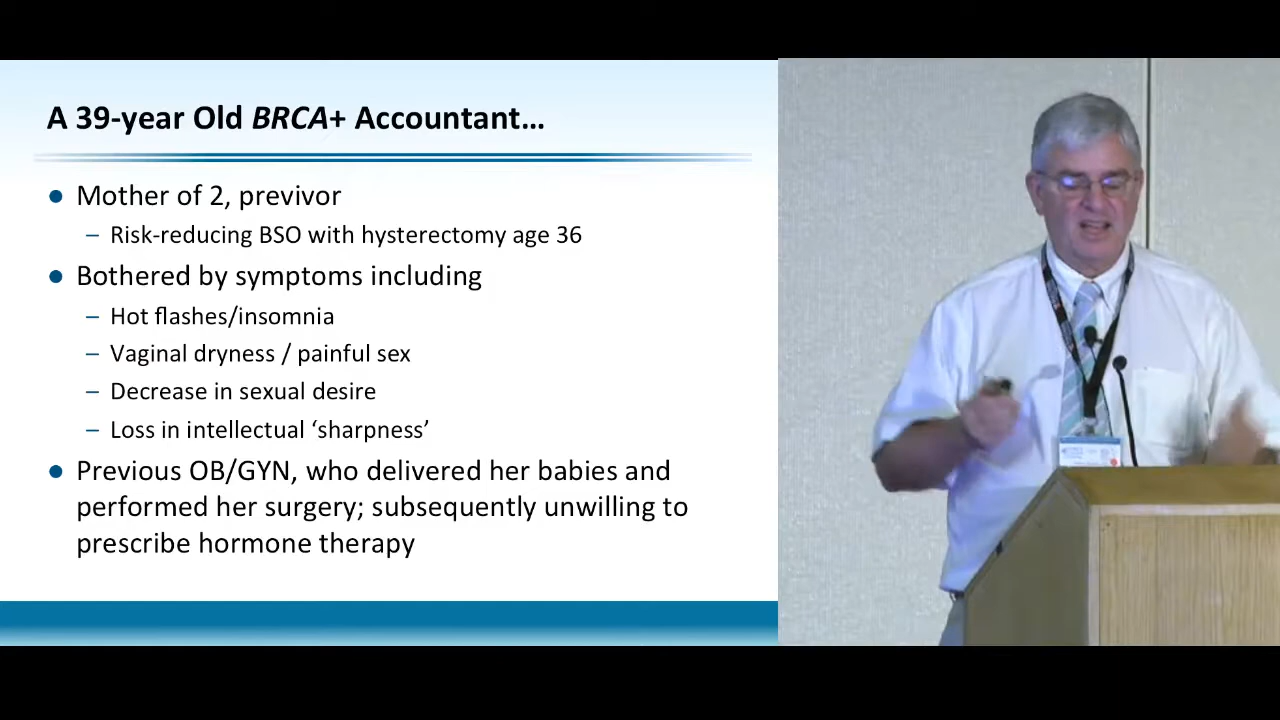 A 39-year Old BRCA+ Accountant…
● Mother of 2, previvor
– Risk-reducing BSO with hysterectomy age 36
● Bothered by symptoms including
– Hot flashes/insomnia
– Vaginal dryness / painful sex
– Decrease in sexual desire
– Loss in intellectual ‘sharpness’
● Previous OB/GYN, who delivered her babies and
performed her surgery; subsequently unwilling to
prescribe hormone therapy